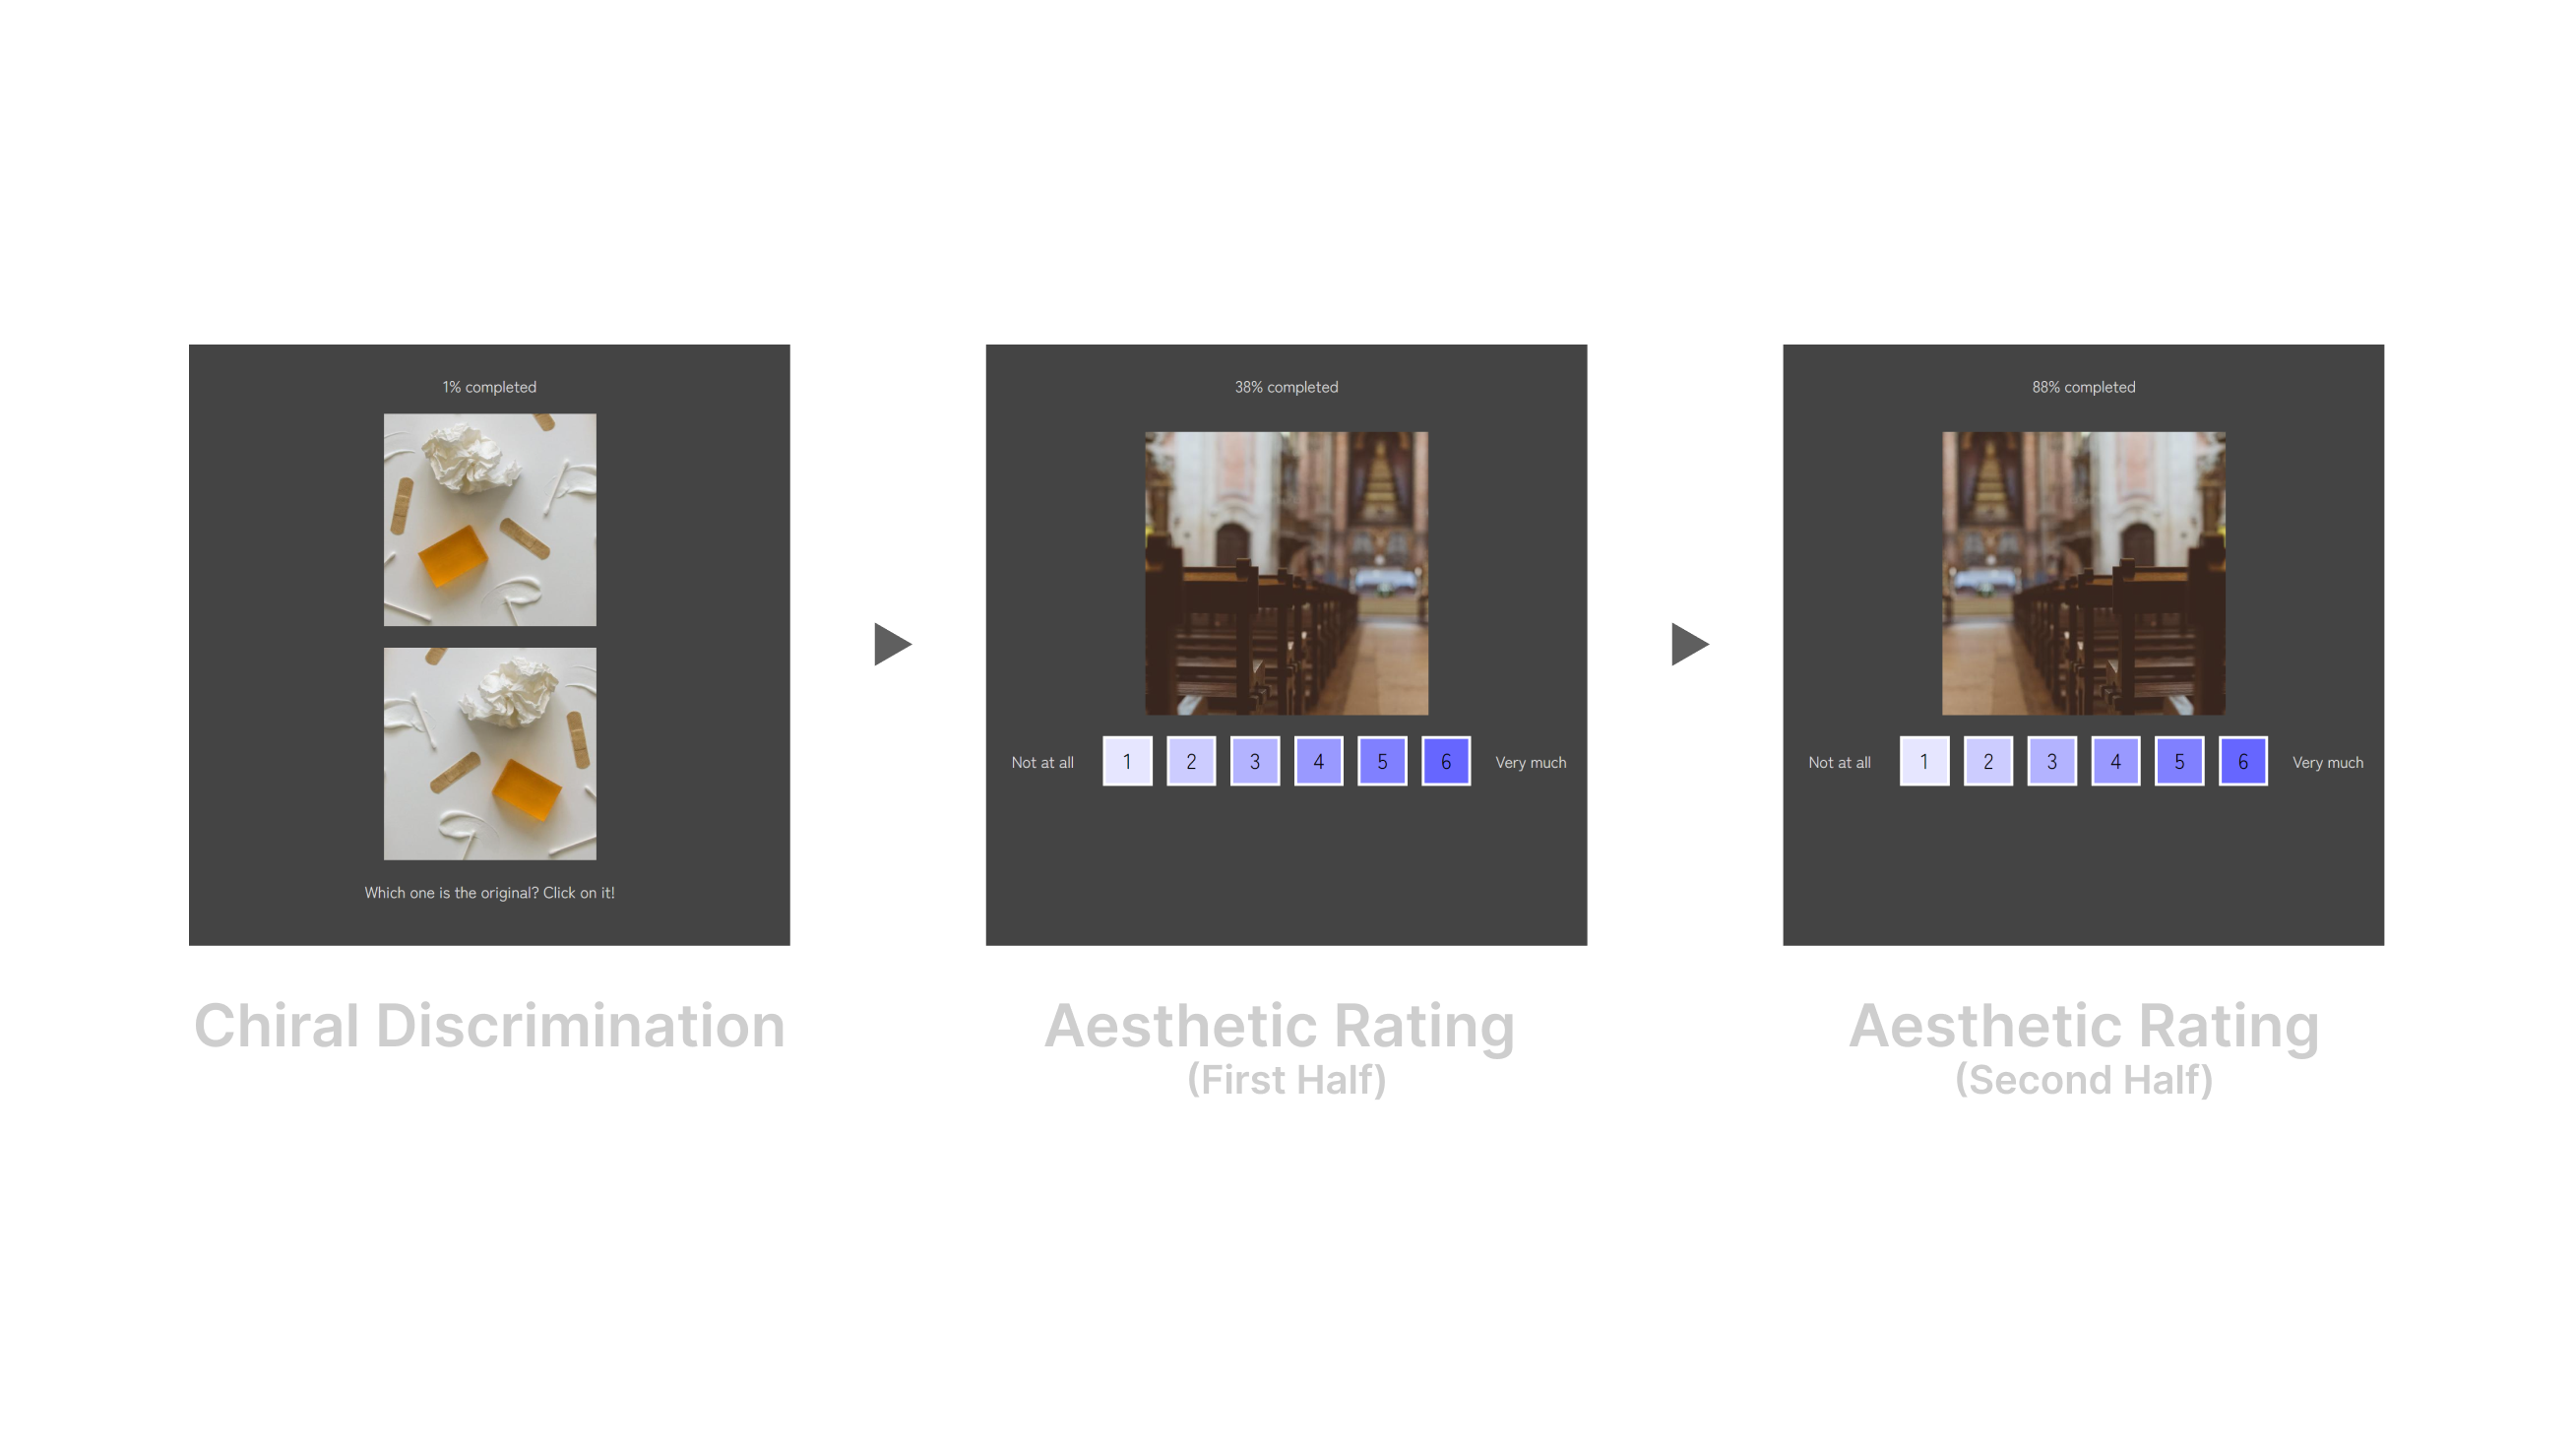 1% completed
Which one is the original? Click on it!
Chiral Discrimination
38% completed
Not at all 1 2 3 4 5 6 Very much
Aesthetic Rating
(First Half)
88% completed
Not at all 1 2 3 4 5 6 Very much
Aesthetic Rating
(Second Half)